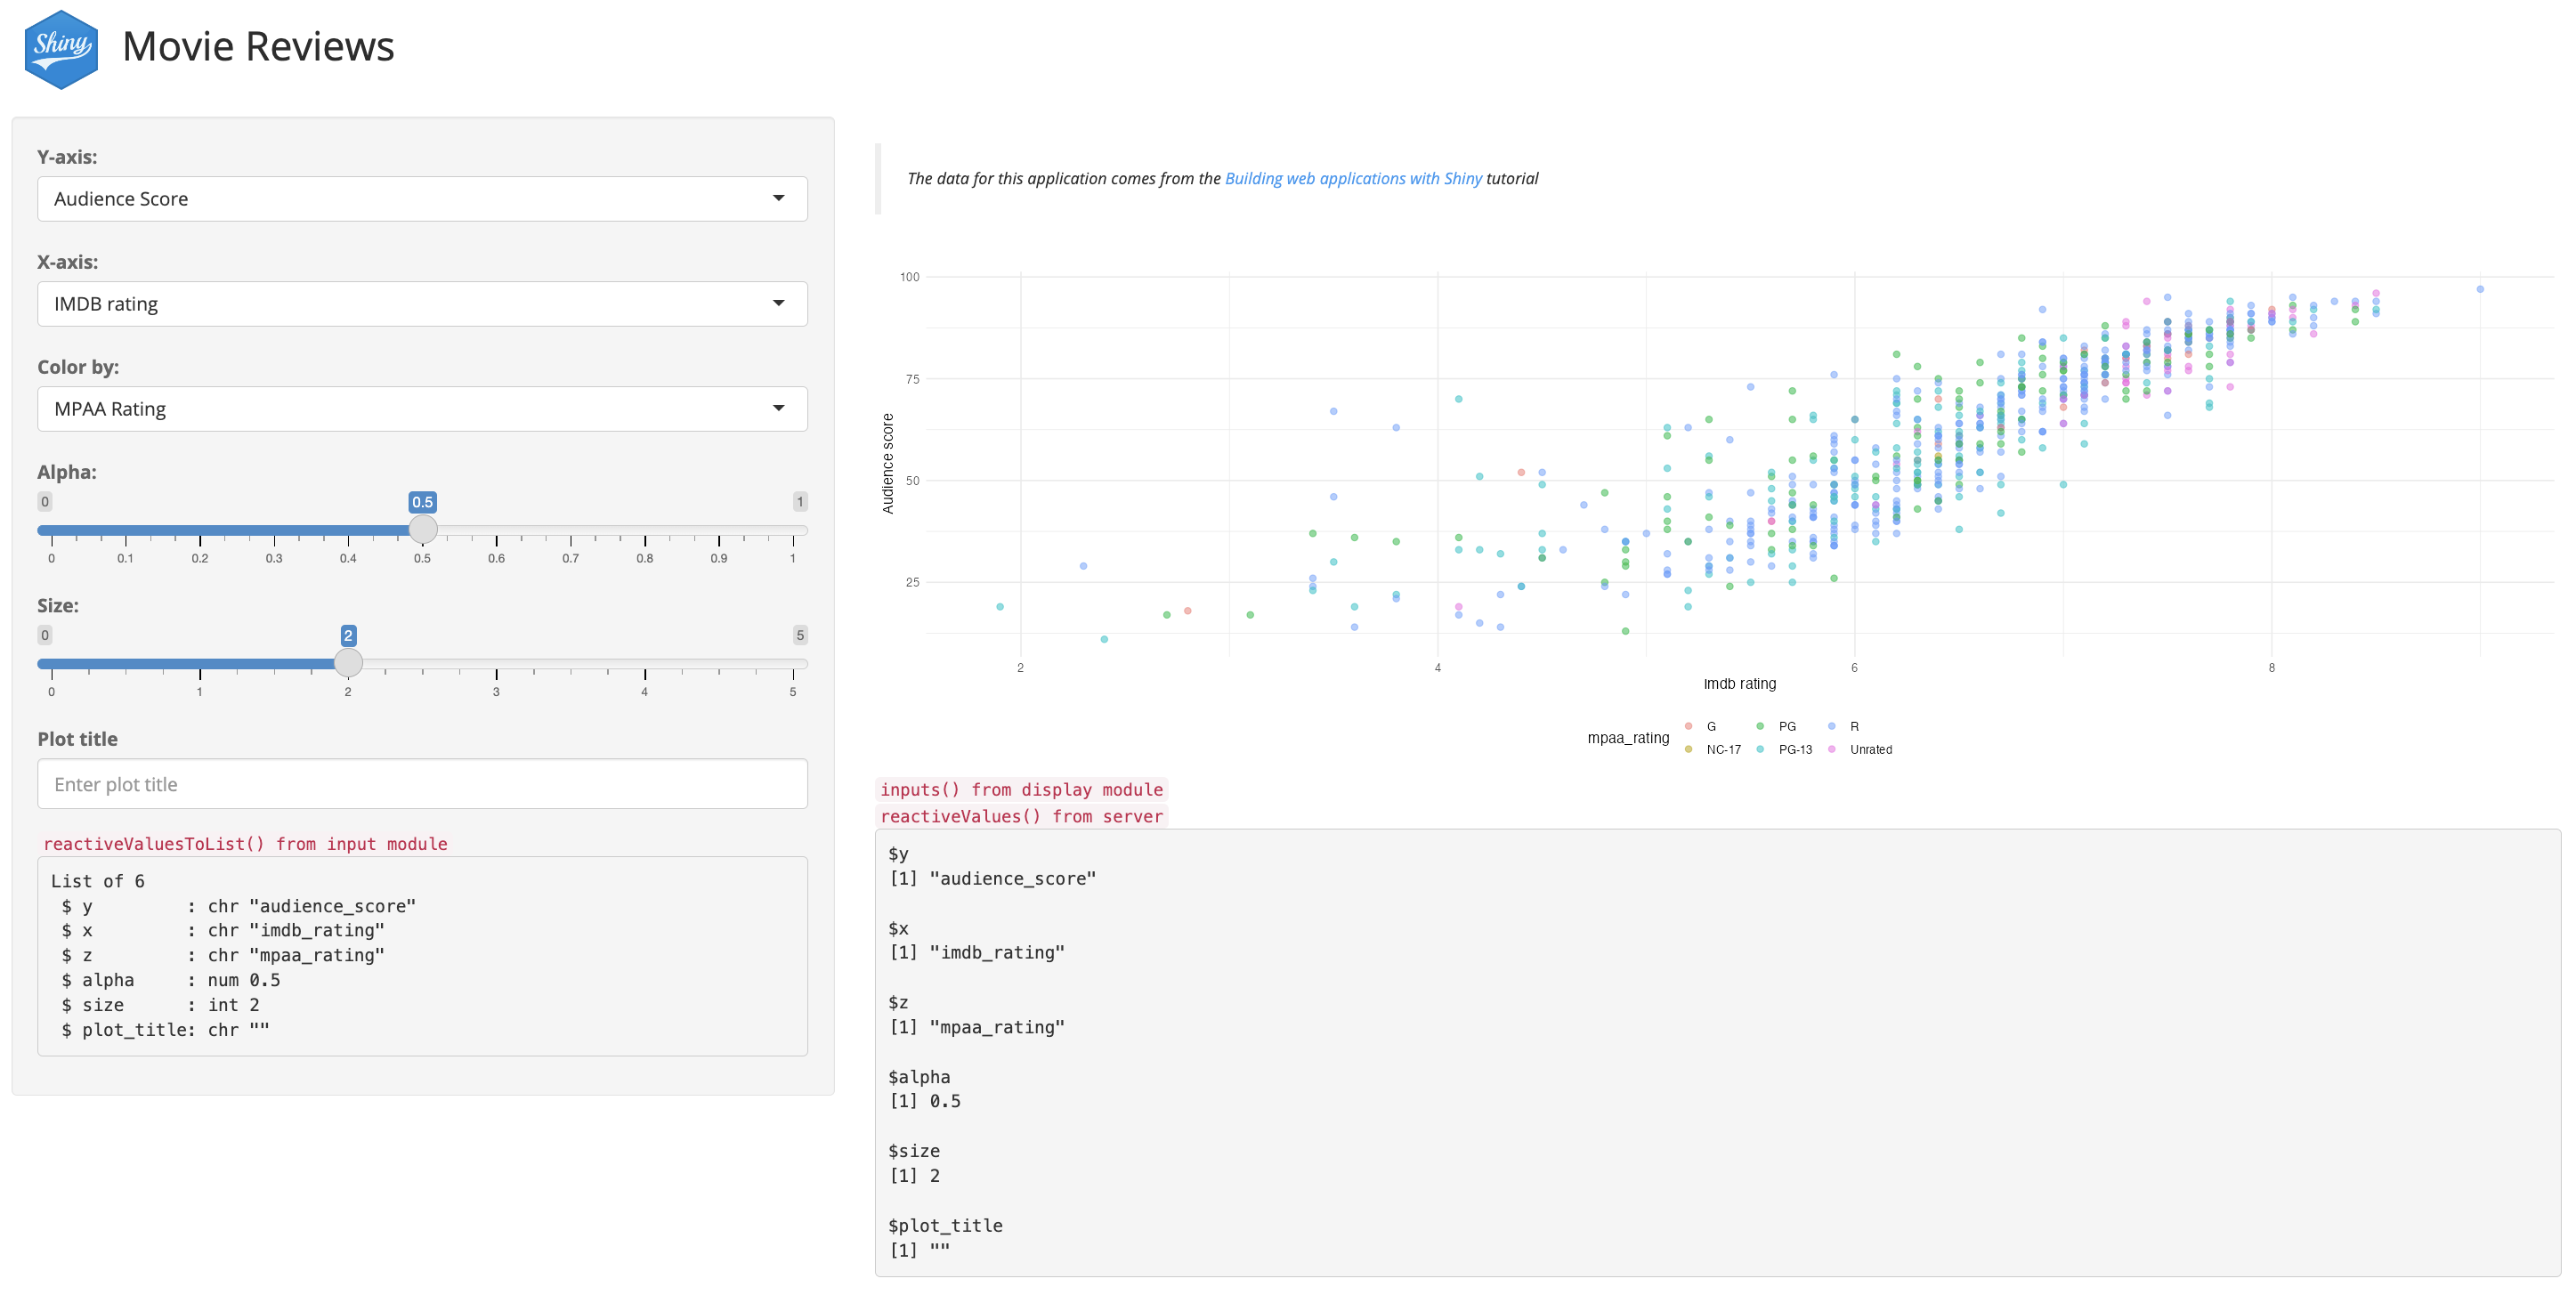 Shiny
Movie Reviews
Y-axis:
Audience Score
X-axis:
IMDB rating
Color by:
MPAA Rating
Alpha:
0 0.5 1
0 0.1 0.2 0.3 0.4 0.5 0.6 0.7 0.8 0.9 1
Size:
0 2 5
0 1 2 3 4 5
Plot title
Enter plot title
reactiveValuesToList() from input module
List of 6
$ y : chr "audience_score"
$ x : chr "imdb_rating"
$ z : chr "mpaa_rating"
$ alpha : num 0.5
$ size : int 2
$ plot_title: chr ""
The data for this application comes from the Building web applications with Shiny tutorial
100
75
50
25
Audience score
2 4 6 8
Imdb rating
mpaa_rating
G PG R
NC-17 PG-13 Unrated
inputs() from display module
reactiveValues() from server
$y
[1] "audience_score"
$x
[1] "imdb_rating"
$z
[1] "mpaa_rating"
$alpha
[1] 0.5
$size
[1] 2
$plot_title
[1] ""